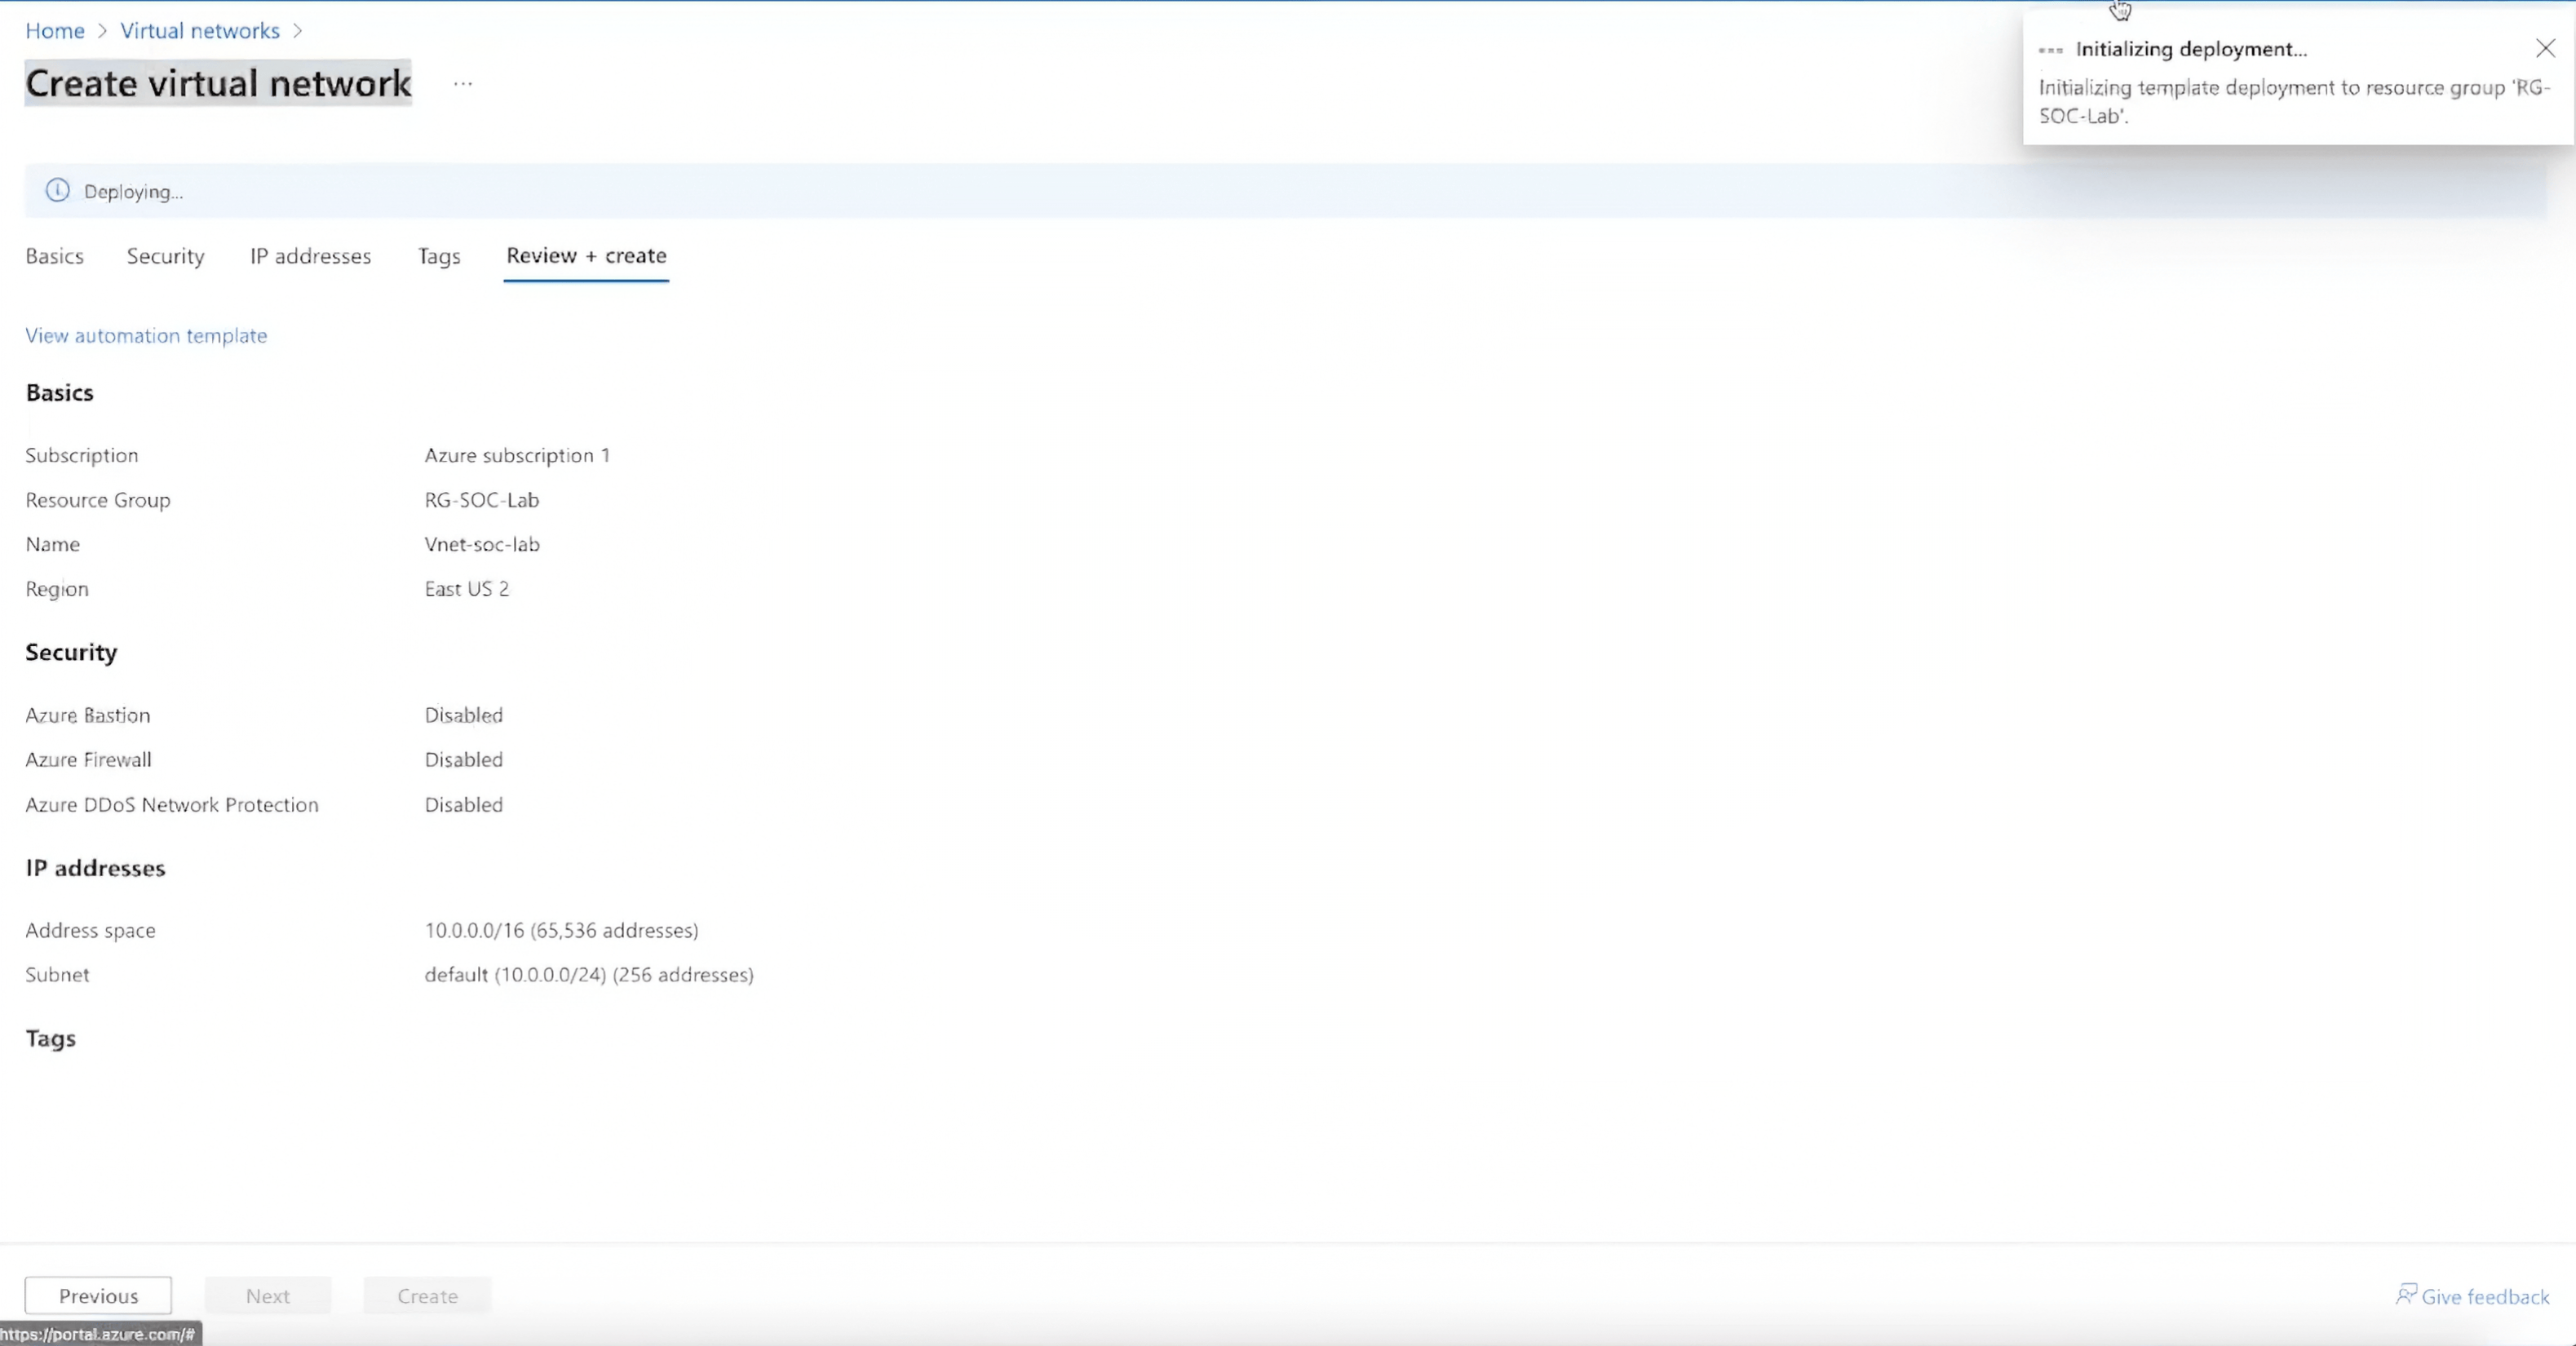 Home > Virtual networks >
Create virtual network ...
Initializing deployment...
Initializing template deployment to resource group 'RG-
SOC-Lab'.
Deploying...
Basics Security IP addresses Tags Review + create
View automation template
Basics
Subscription Azure subscription 1
Resource Group RG-SOC-Lab
Name Vnet-soc-lab
Region East US 2
Security
Azure Bastion Disabled
Azure Firewall Disabled
Azure DDoS Network Protection Disabled
IP addresses
Address space 10.0.0.0/16 (65,536 addresses)
Subnet default (10.0.0.0/24) (256 addresses)
Tags
Previous Next Create
Give feedback
https://portal.azure.com/#